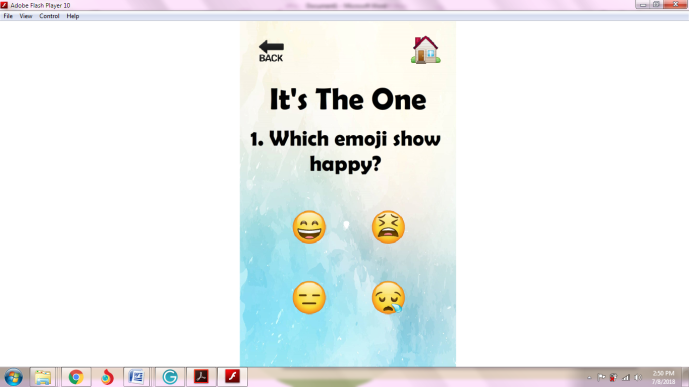 Adobe Flash Player 10
File View Control Help
BACK
It's The One
1. Which emoji show
happy?
2:58 PM
7/8/2018